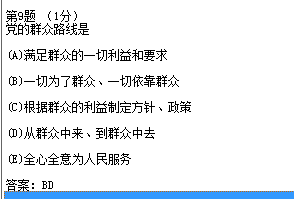 第9题 （1分）
党的群众路线是
(A)满足群众的一切利益和要求
(B)一切为了群众、一切依靠群众
(C)根据群众的利益制定方针、政策
(D)从群众中来、到群众中去
(E)全心全意为人民服务
答案：BD